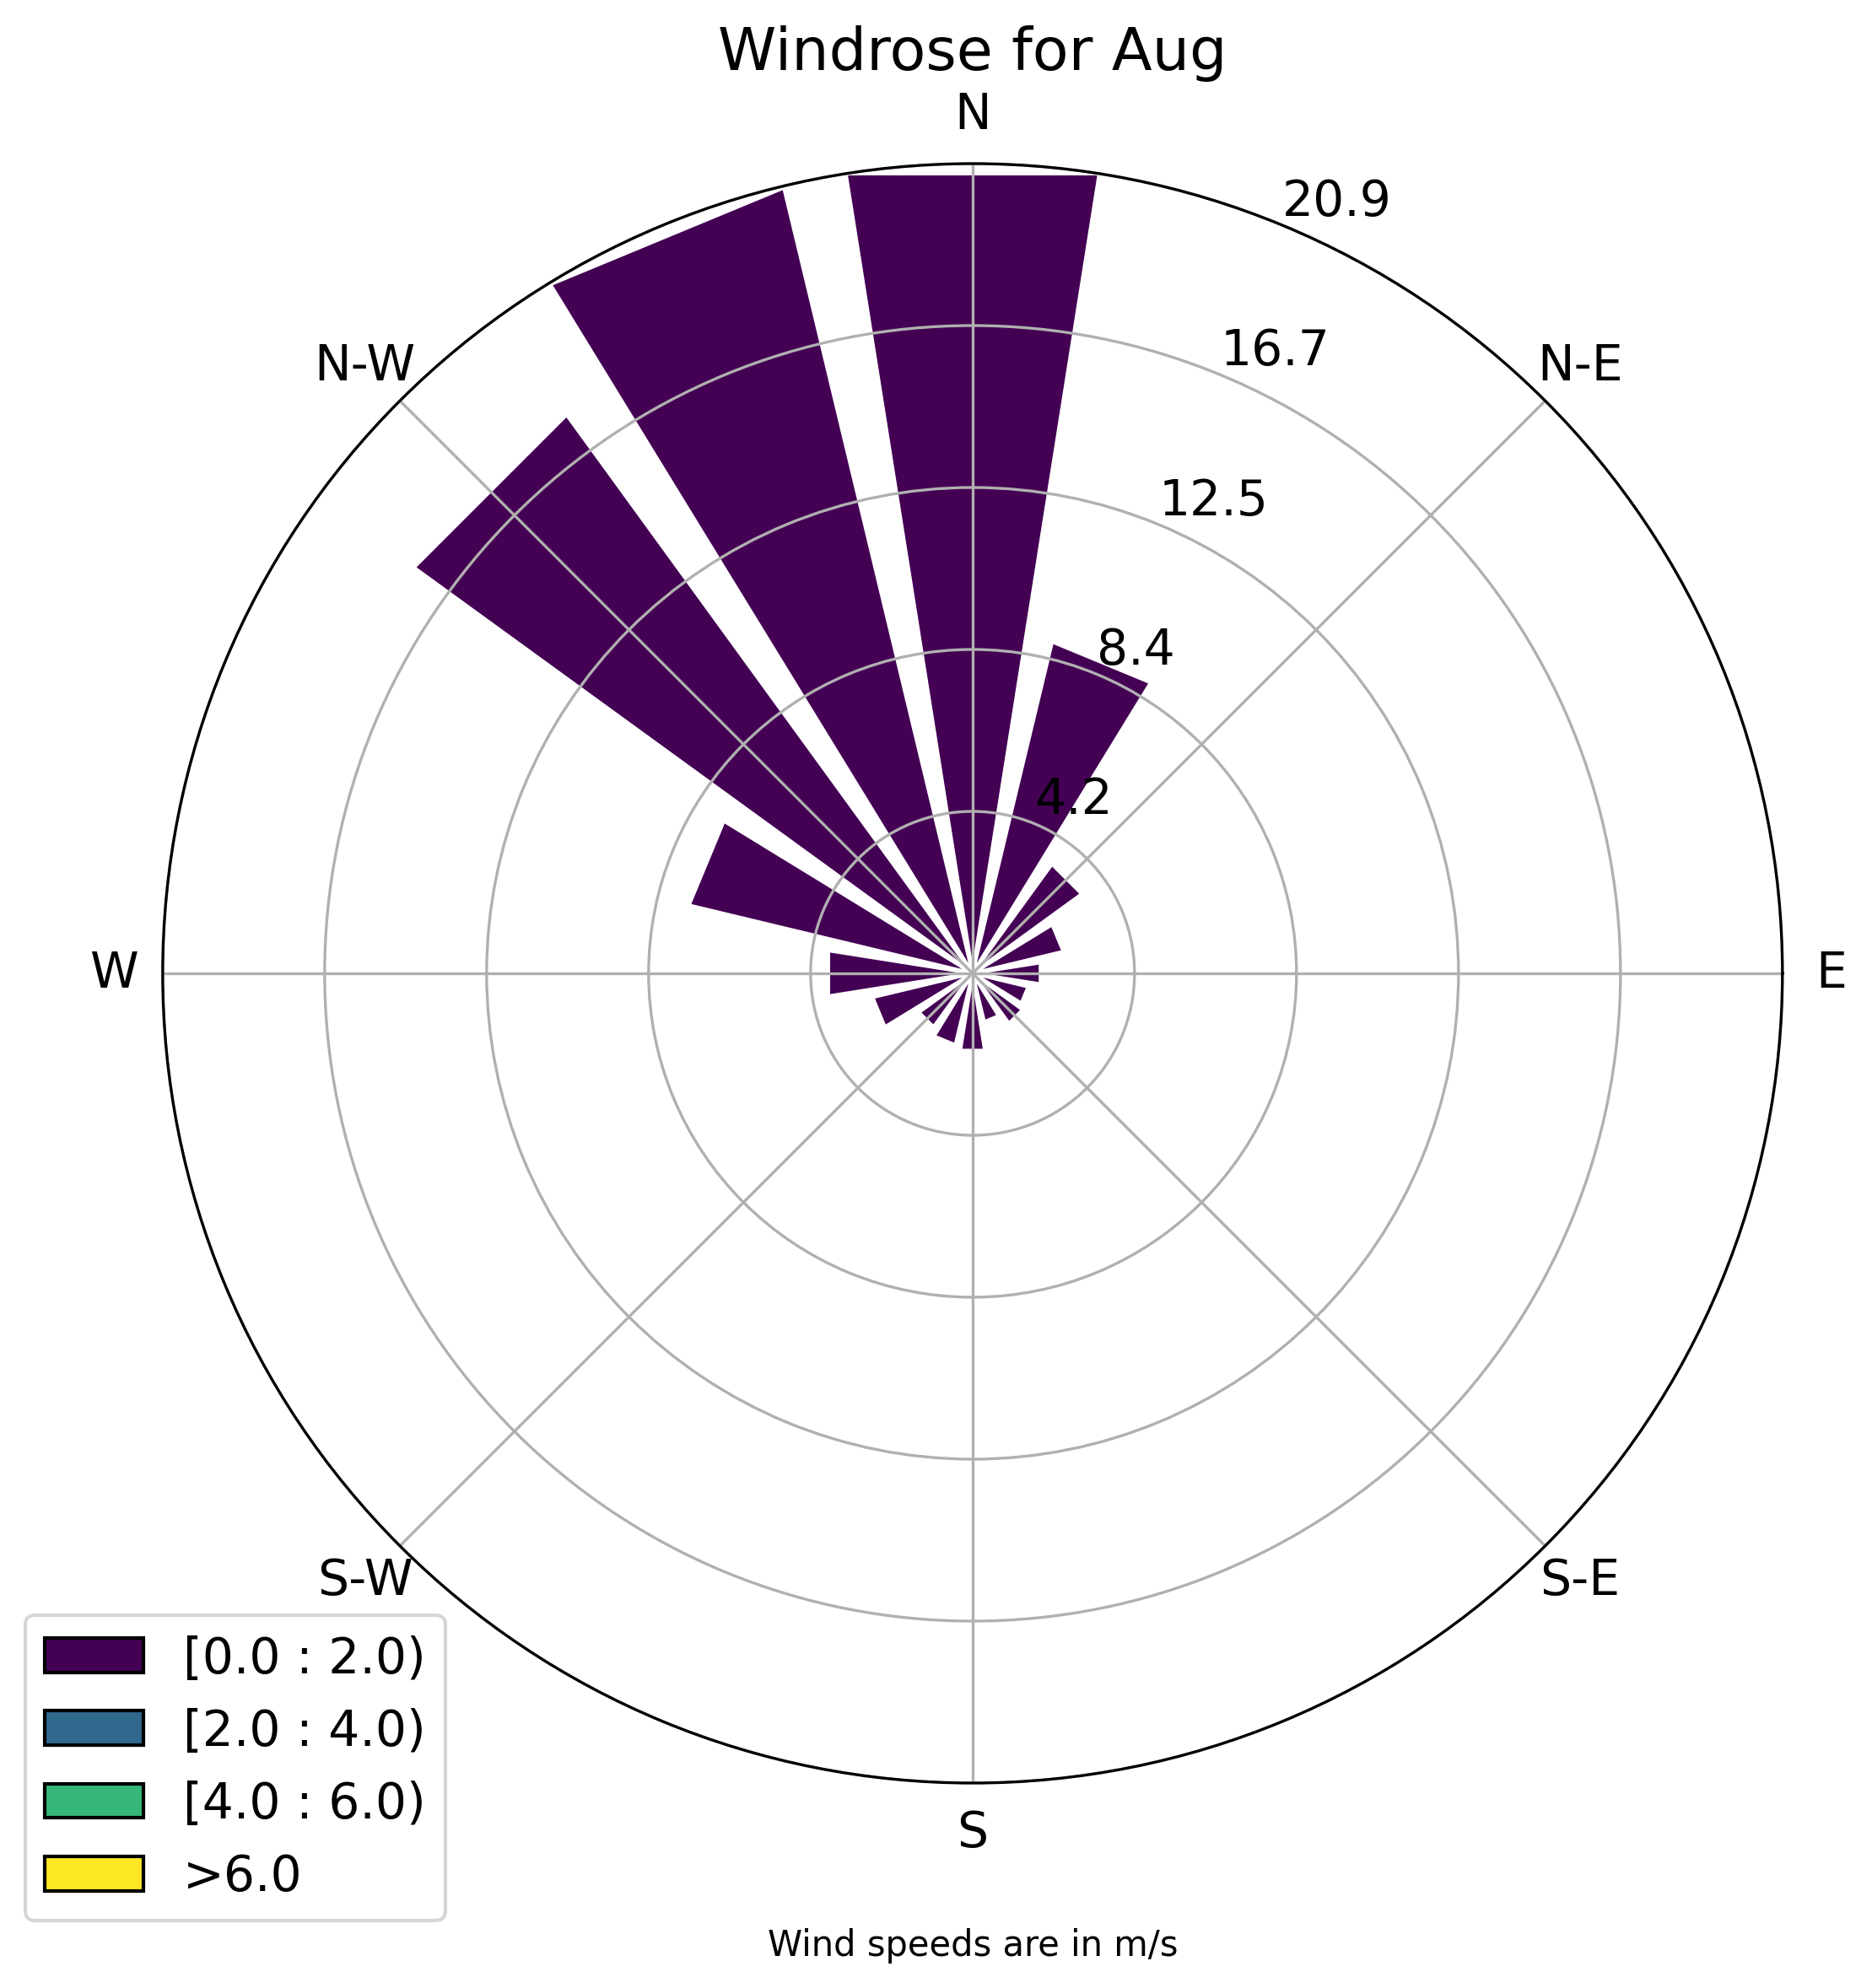 Windrose for Aug
N
20.9
N-W
16.7
N-E
12.5
8.4
4.2
W
E
S-W
S-E
[0.0 : 2.0)
[2.0 : 4.0)
[4.0 : 6.0)
S
>6.0
Wind speeds are in m/s